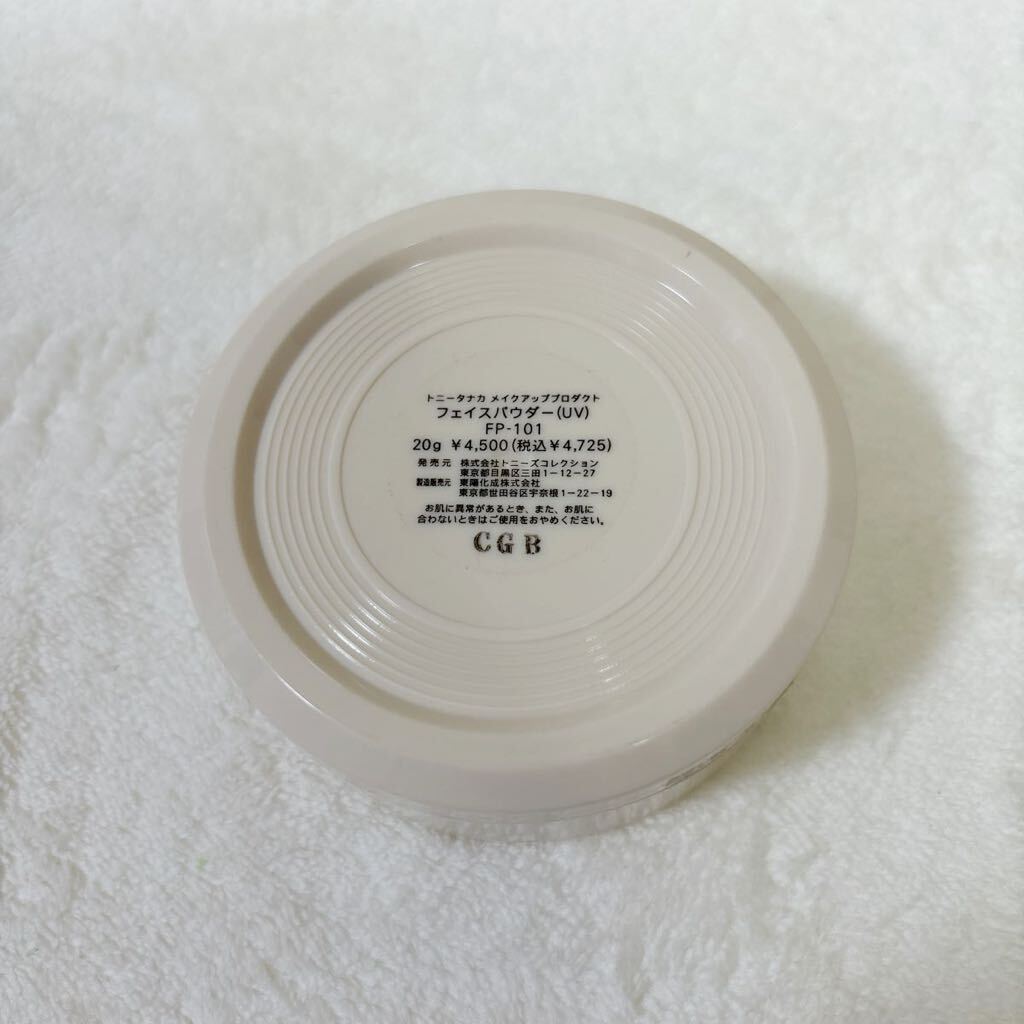 トニータナカ メイクアッププロダクト
フェイスパウダー(UV)
FP-101
20g ¥4,500(税込¥4,725)
発売元 株式会社トニーズコレクション
東京都目黒区三田1-12-27
製造販売元 東陽化成株式会社
東京都世田谷区宇奈根1-22-19
お肌に異常があるとき、また、お肌に
合わないときはご使用をおやめください。
CGB